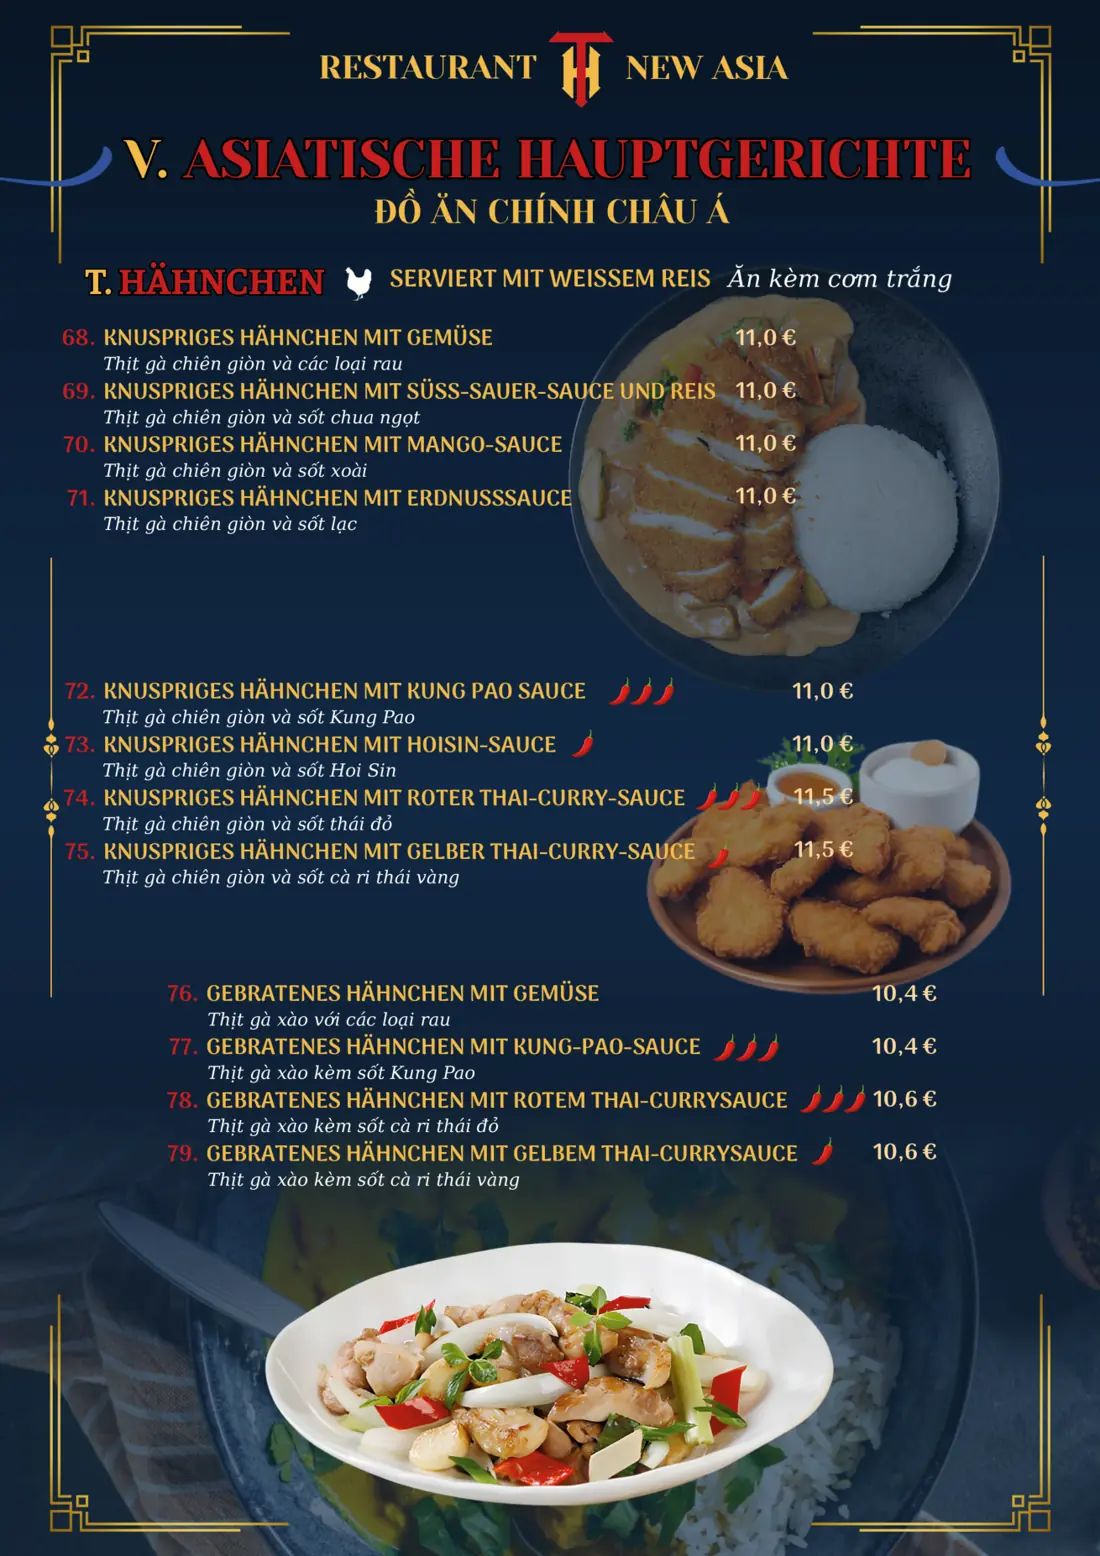 RESTAURANT TH NEW ASIA
V. ASIATISCHE HAUPTGERICHTE
ĐỒ ĂN CHÍNH CHÂU Á
T. HÄHNCHEN SERVIERT MIT WEISSEM REIS Ăn kèm cơm trắng
68. KNUSPRIGES HÄHNCHEN MIT GEMÜSE 11,0 €
Thịt gà chiên giòn và các loại rau
69. KNUSPRIGES HÄHNCHEN MIT SÜSS-SAUER-SAUCE UND REIS 11,0 €
Thịt gà chiên giòn và sốt chua ngọt
70. KNUSPRIGES HÄHNCHEN MIT MANGO-SAUCE 11,0 €
Thịt gà chiên giòn và sốt xoài
71. KNUSPRIGES HÄHNCHEN MIT ERDNUSSSAUCE 11,0 €
Thịt gà chiên giòn và sốt lạc
72. KNUSPRIGES HÄHNCHEN MIT KUNG PAO SAUCE 11,0 €
Thịt gà chiên giòn và sốt Kung Pao
73. KNUSPRIGES HÄHNCHEN MIT HOISIN-SAUCE 11,0 €
Thịt gà chiên giòn và sốt Hoi Sin
74. KNUSPRIGES HÄHNCHEN MIT ROTER THAI-CURRY-SAUCE 11,5 €
Thịt gà chiên giòn và sốt thái đỏ
75. KNUSPRIGES HÄHNCHEN MIT GELBER THAI-CURRY-SAUCE 11,5 €
Thịt gà chiên giòn và sốt cà ri thái vàng
76. GEBRATENES HÄHNCHEN MIT GEMÜSE 10,4 €
Thịt gà xào với các loại rau
77. GEBRATENES HÄHNCHEN MIT KUNG-PAO-SAUCE 10,4 €
Thịt gà xào kèm sốt Kung Pao
78. GEBRATENES HÄHNCHEN MIT ROTEM THAI-CURRYSAUCE 10,6 €
Thịt gà xào kèm sốt cà ri thái đỏ
79. GEBRATENES HÄHNCHEN MIT GELBEM THAI-CURRYSAUCE 10,6 €
Thịt gà xào kèm sốt cà ri thái vàng